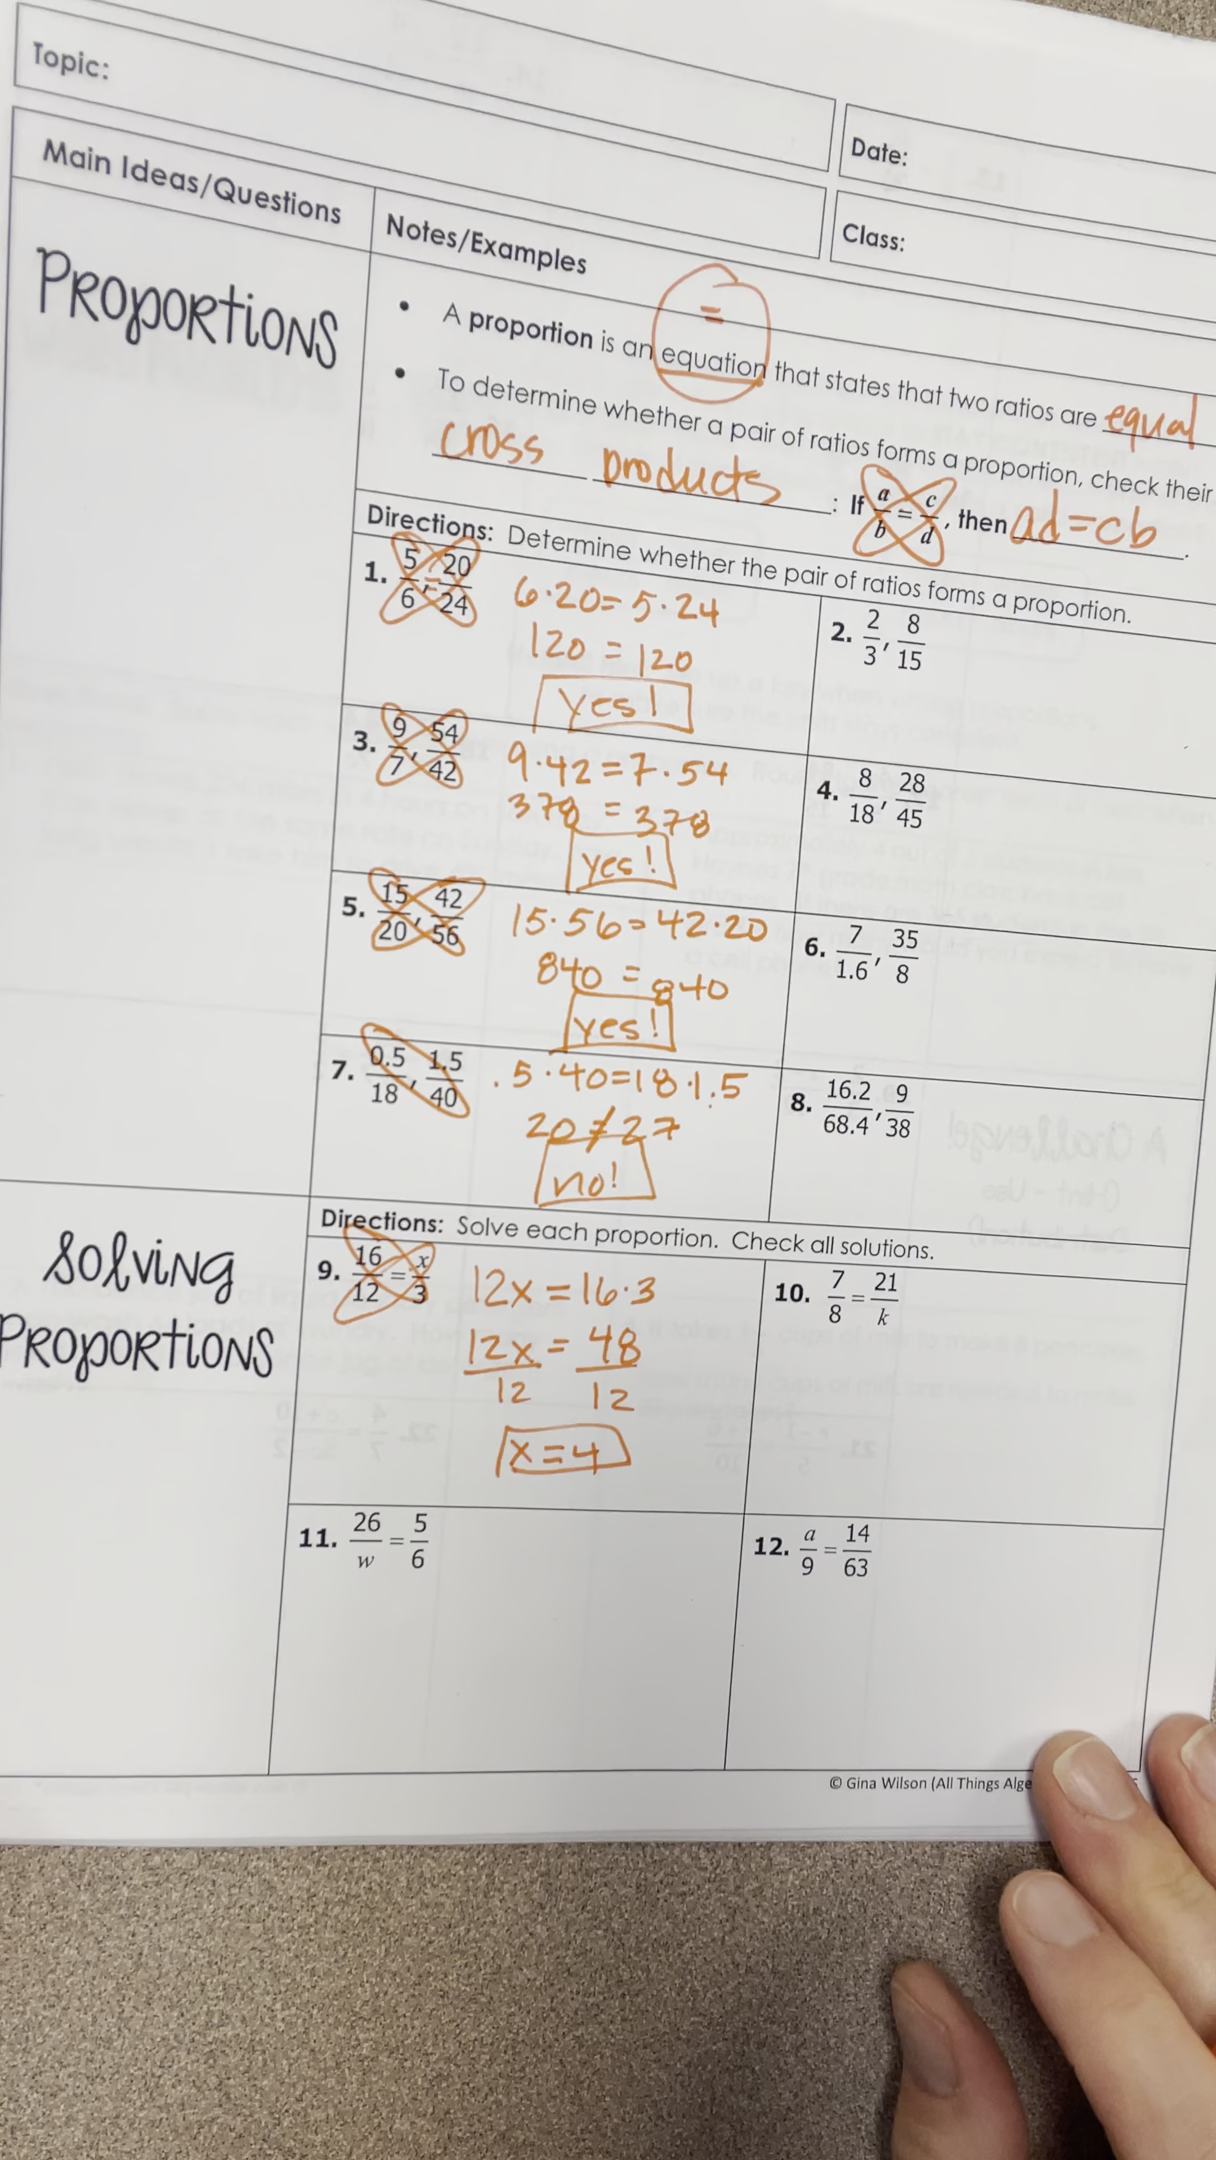 Topic:
Date:
Class:
Main Ideas/Questions
Notes/Examples
PROPORTIONS
=
• A proportion is an equation that states that two ratios are equal
• To determine whether a pair of ratios forms a proportion, check their
cross products : If a/b = c/d, then ad=cb.
Directions: Determine whether the pair of ratios forms a proportion.
1. 5/6, = 20/24
6·20=5·24
120 = 120
yes!
2. 2/3, 8/15
3. 9/7, 54/42
9·42=7·54
378 = 378
yes!
4. 8/18, 28/45
5. 15/20, 42/56
15·56=42·20
840 = 840
yes!
6. 7/1.6, 35/8
7. 0.5/18, 1.5/40
.5·40=18·1.5
20≠27
no!
8. 16.2/68.4, 9/38
SOLVING PROPORTIONS
Directions: Solve each proportion. Check all solutions.
9. 16/12 = x/3
12x=16·3
12x = 48
12 12
x=4
10. 7/8 = 21/k
11. 26/w = 5/6
12. a/9 = 14/63
© Gina Wilson (All Things Alge